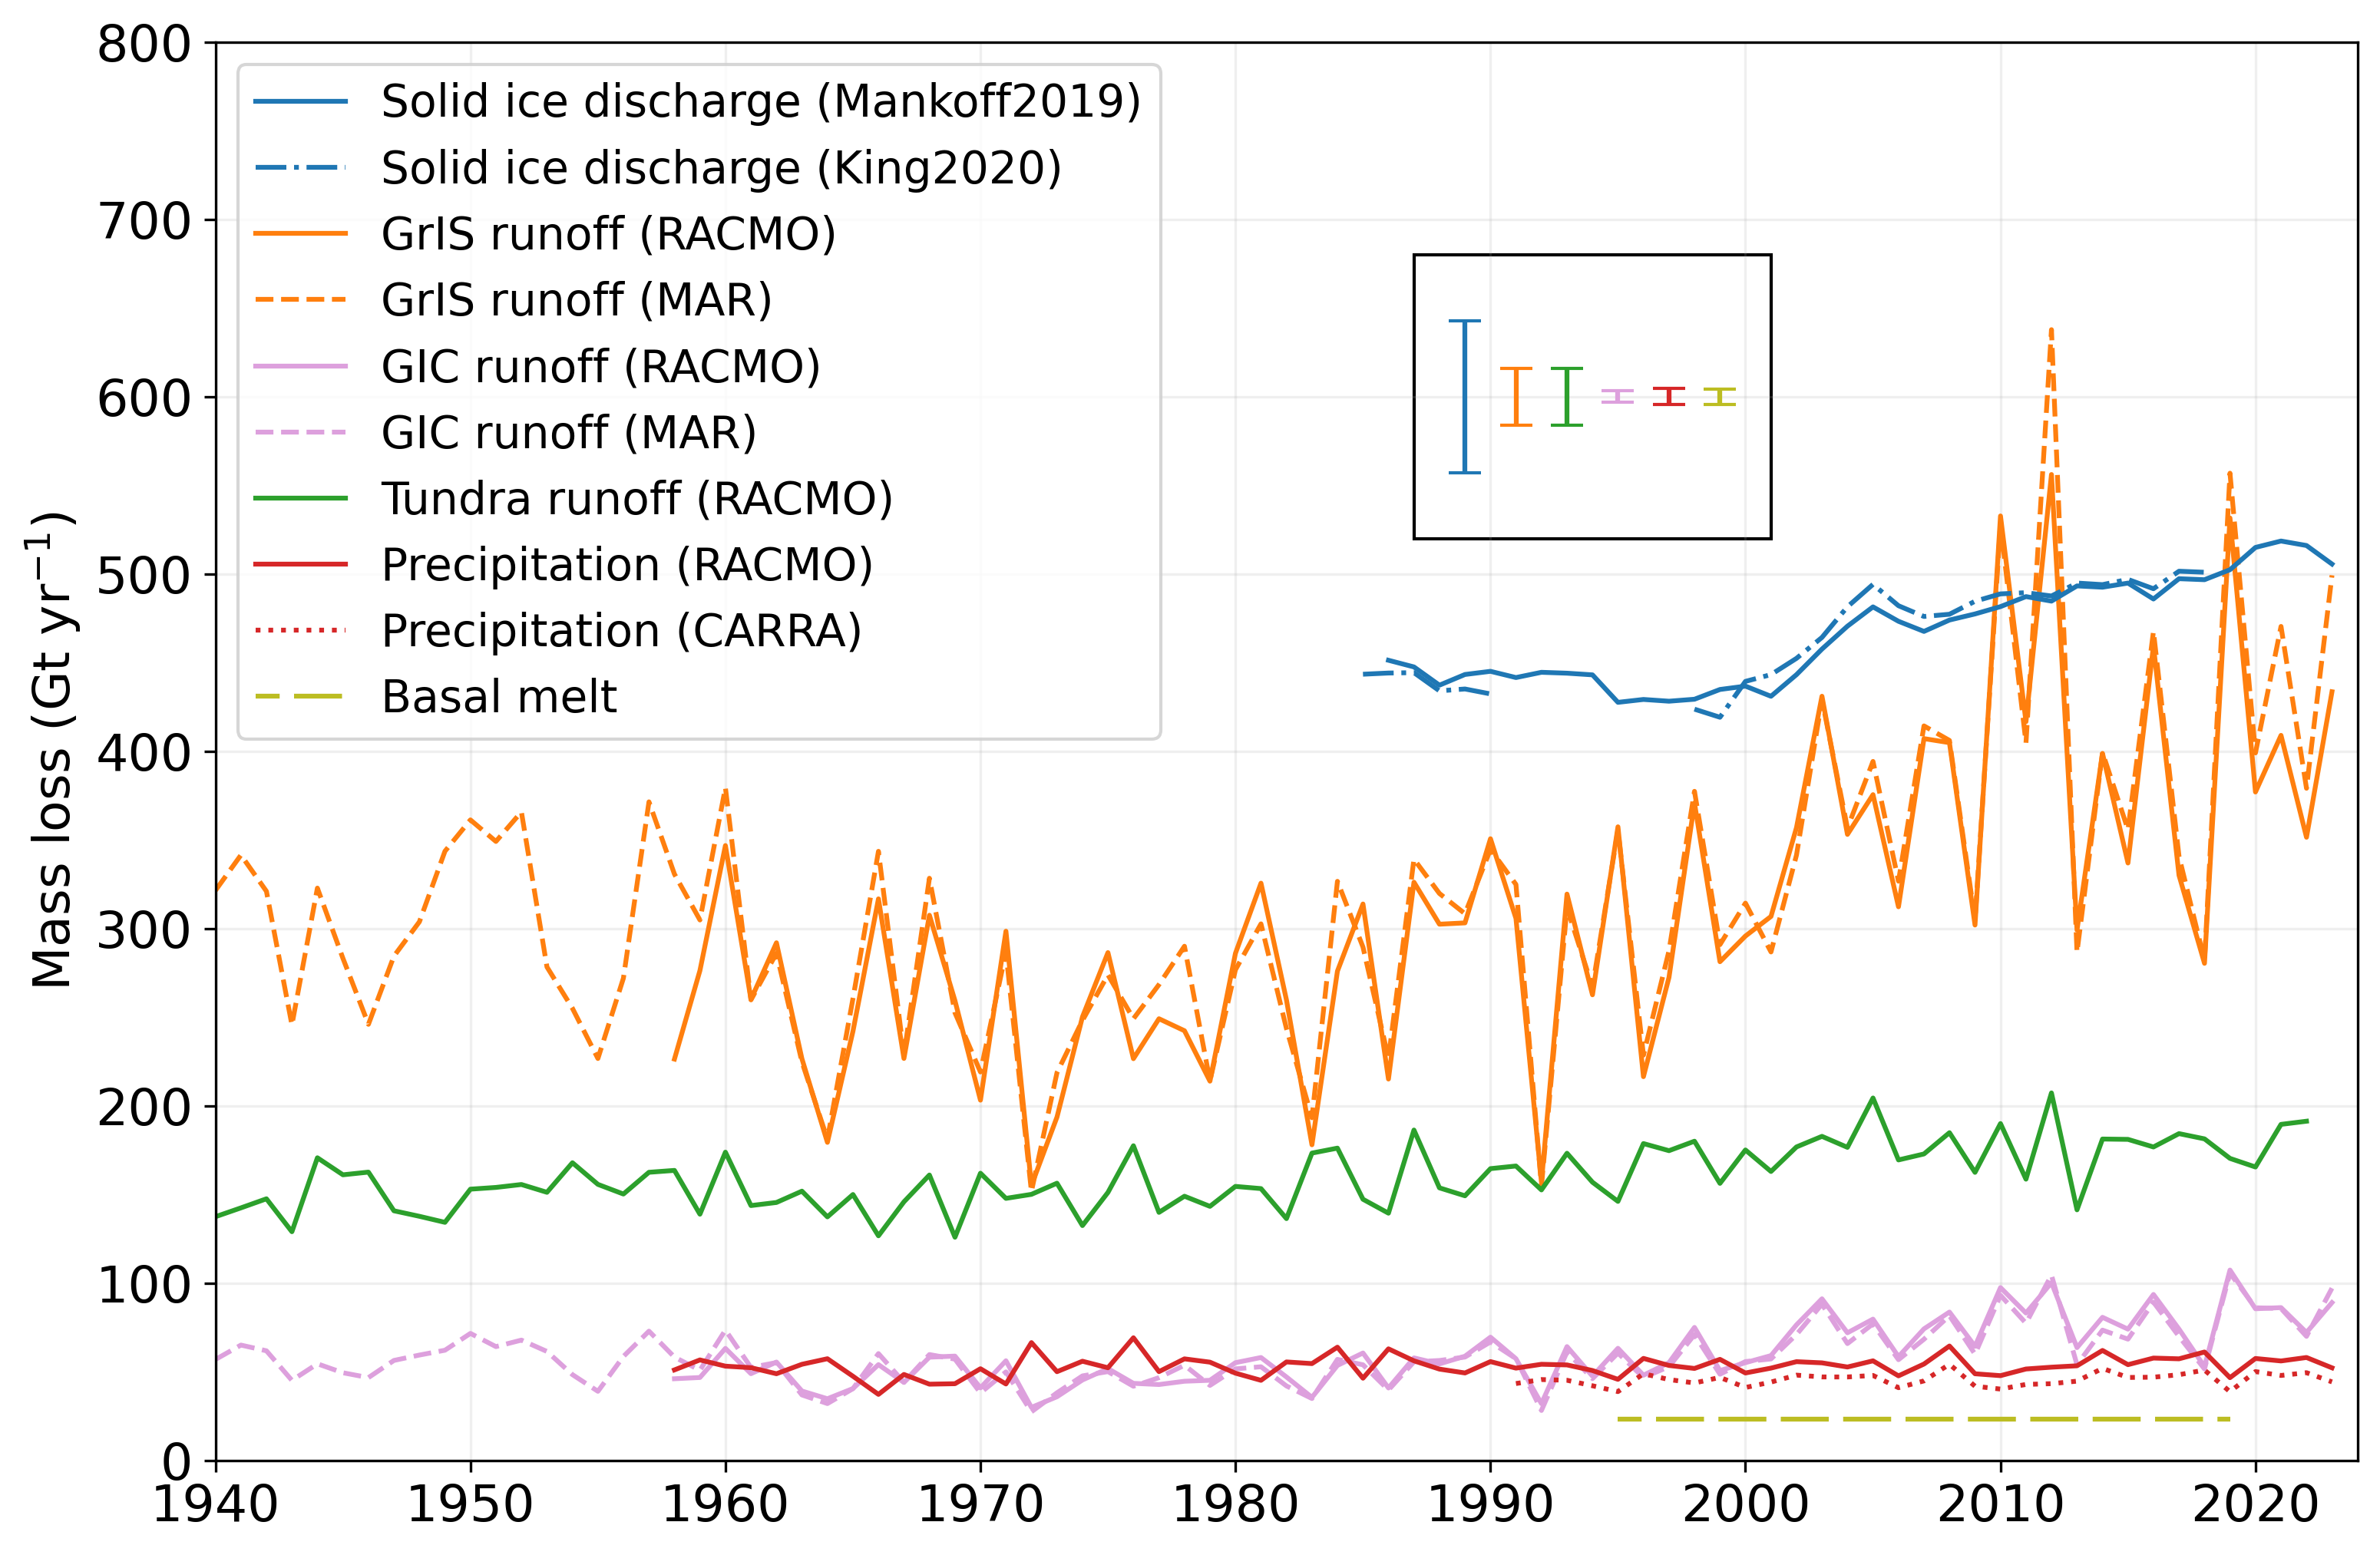 800
700
600
500
400
300
200
100
0
Mass loss (Gt yr⁻¹)
Solid ice discharge (Mankoff2019)
Solid ice discharge (King2020)
GrIS runoff (RACMO)
GrIS runoff (MAR)
GIC runoff (RACMO)
GIC runoff (MAR)
Tundra runoff (RACMO)
Precipitation (RACMO)
Precipitation (CARRA)
Basal melt
1940 1950 1960 1970 1980 1990 2000 2010 2020